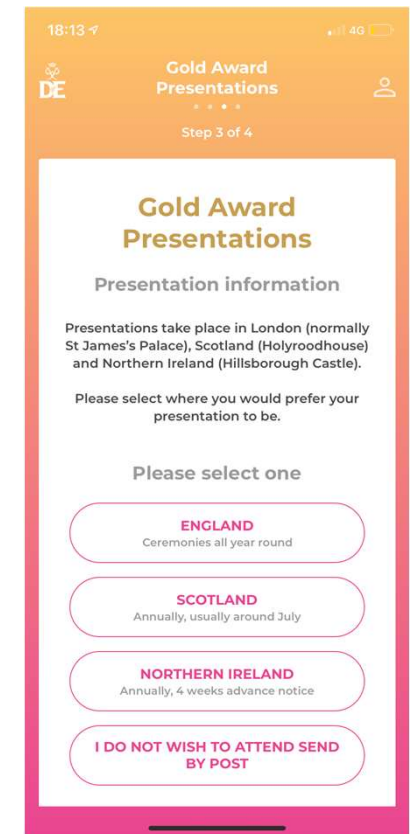 18:13
4G
DE
Gold Award
Presentations
Step 3 of 4
Gold Award
Presentations
Presentation information
Presentations take place in London (normally
St James's Palace), Scotland (Holyroodhouse)
and Northern Ireland (Hillsborough Castle).
Please select where you would prefer your
presentation to be.
Please select one
ENGLAND
Ceremonies all year round
SCOTLAND
Annually, usually around July
NORTHERN IRELAND
Annually, 4 weeks advance notice
I DO NOT WISH TO ATTEND SEND
BY POST